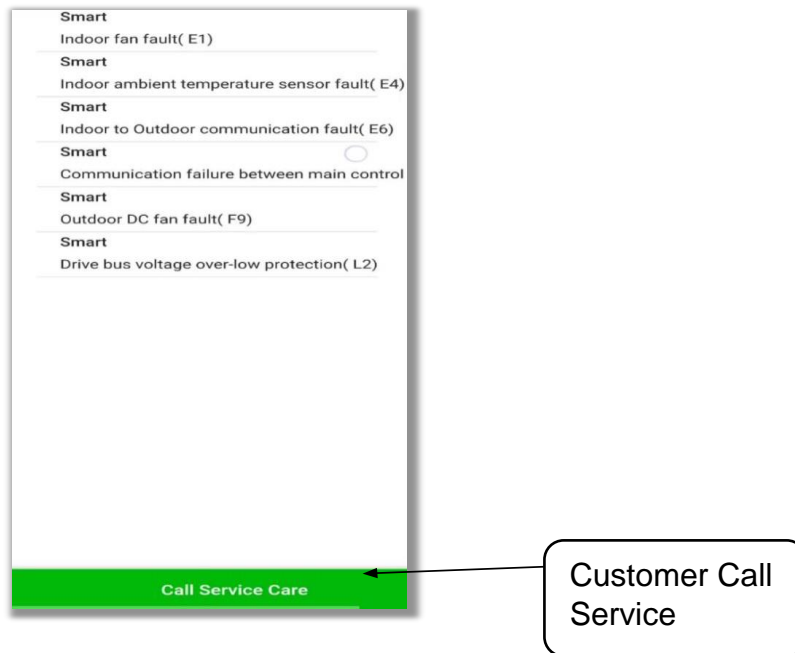 Smart
Indoor fan fault( E1)
Smart
Indoor ambient temperature sensor fault( E4)
Smart
Indoor to Outdoor communication fault( E6)
Smart
Communication failure between main control
Smart
Outdoor DC fan fault( F9)
Smart
Drive bus voltage over-low protection( L2)
Call Service Care
Customer Call
Service